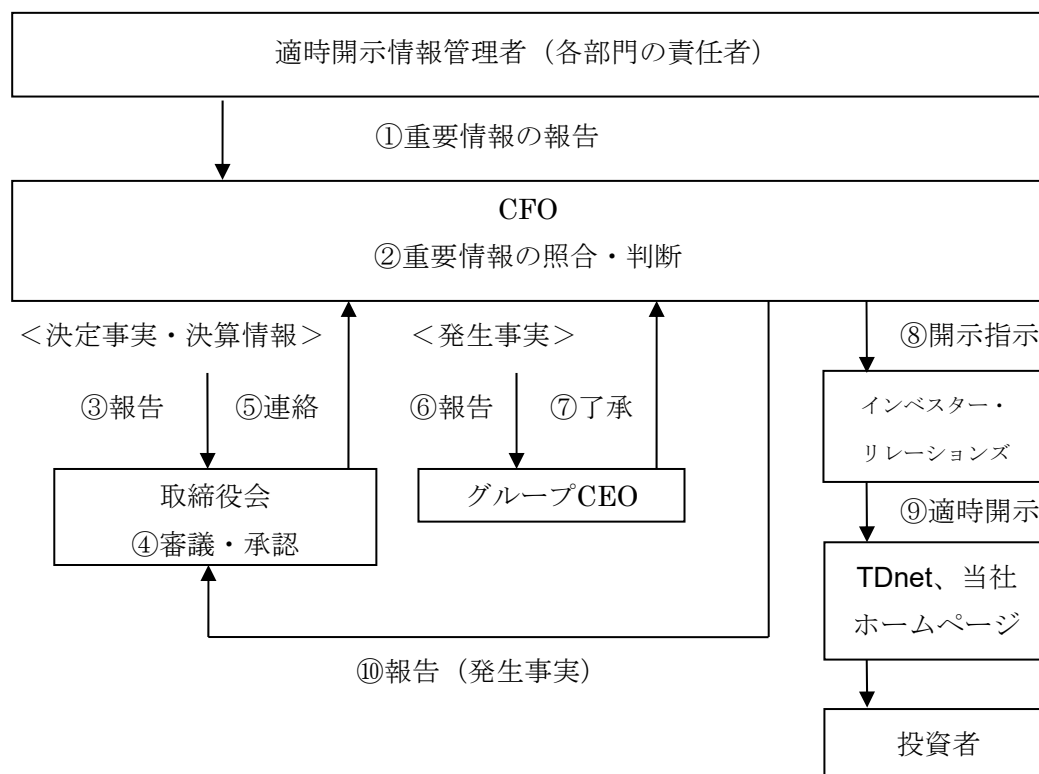 適時開示情報管理者（各部門の責任者）
①重要情報の報告
CFO
②重要情報の照合・判断
＜決定事実・決算情報＞
＜発生事実＞
⑧開示指示
③報告
⑤連絡
⑥報告
⑦了承
インベスター・
リレーションズ
取締役会
④審議・承認
グループCEO
⑨適時開示
TDnet、当社
ホームページ
⑩報告（発生事実）
投資者